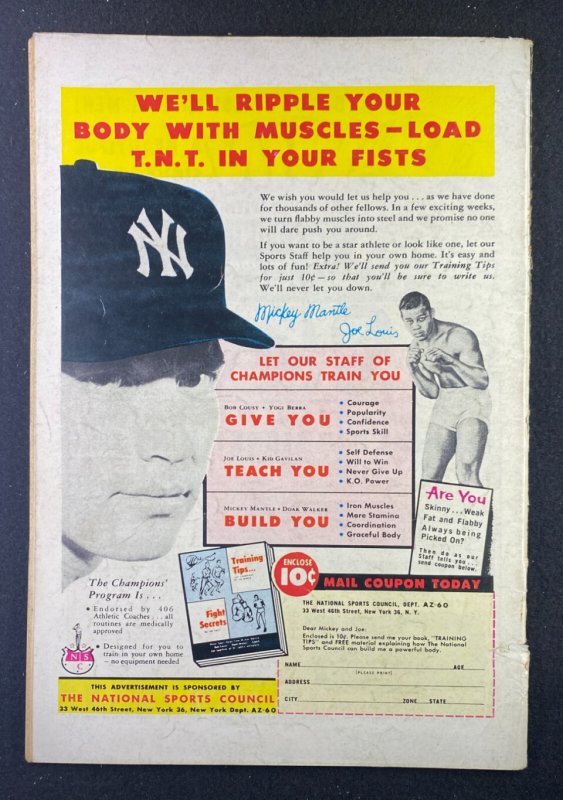 WE'LL RIPPLE YOUR
BODY WITH MUSCLES—LOAD
T.N.T. IN YOUR FISTS
We wish you would let us help you . . . as we have done
for thousands of other fellows. In a few exciting weeks,
we turn flabby muscles into steel and we promise no one
will dare push you around.
If you want to be a star athlete or look like one, let our
Sports Staff help you in your own home. It's easy and
lots of fun! Extra! We'll send you our Training Tips
for just 10¢—so that you'll be sure to write us.
We'll never let you down.
NY
Mickey Mantle
Joe Louis
LET OUR STAFF OF
CHAMPIONS TRAIN YOU
BOB COUSY • YOGI BERRA
GIVE YOU
• Courage
• Popularity
• Confidence
• Sports Skill
JOE LOUIS • KID GAVILAN
TEACH YOU
• Self Defense
• Will to Win
• Never Give Up
• K.O. Power
MICKEY MANTLE • DOAK WALKER
BUILD YOU
• Iron Muscles
• More Stamina
• Coordination
• Graceful Body
Are You
Skinny...Weak
Fat and Flabby
Always being
Picked On?
Then do as our
Staff tells you...
send coupon below.
The Champions'
Program Is . . .
• Endorsed by 406
Athletic Coaches . . . all
routines are medically
approved
• Designed for you to
train in your own home
— no equipment needed
NSC
Training
Tips...
Fight
Secrets
ENCLOSE
10¢
MAIL COUPON TODAY
THE NATIONAL SPORTS COUNCIL, DEPT. AZ-60
33 West 46th Street, New York 36, N. Y.
Dear Mickey and Joe:
Enclosed is 10¢. Please send me your book, "TRAINING
TIPS" and FREE material explaining how The National
Sports Council can build me a powerful body.
NAME AGE
(PLEASE PRINT)
ADDRESS
CITY ZONE STATE
THIS ADVERTISEMENT IS SPONSORED BY
THE NATIONAL SPORTS COUNCIL
33 West 46th Street, New York 36, New York Dept. AZ-60